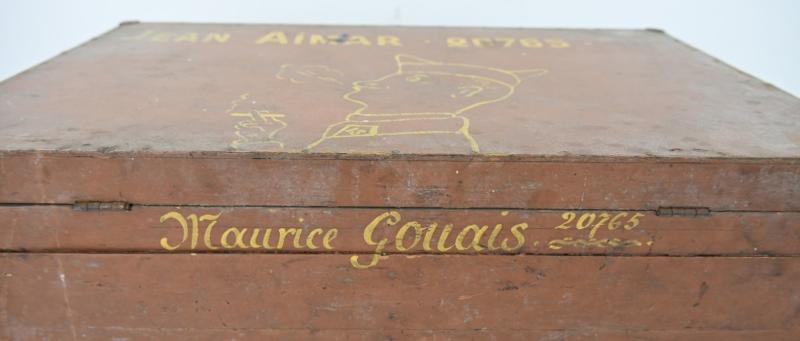 JEAN AIMAR . 20765
Maurice Gouais . 20765